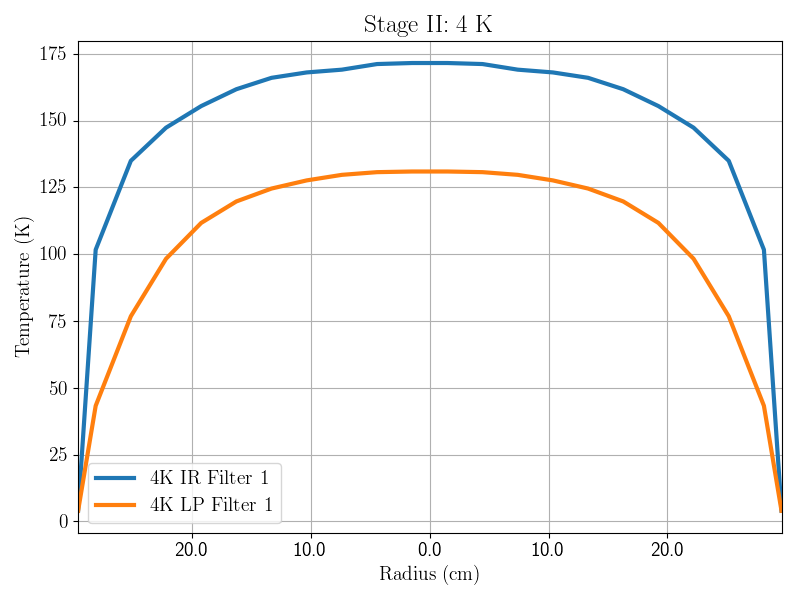 Stage II: 4 K
Temperature (K)
175
150
125
100
75
50
25
0
4K IR Filter 1
4K LP Filter 1
20.0 10.0 0.0 10.0 20.0
Radius (cm)